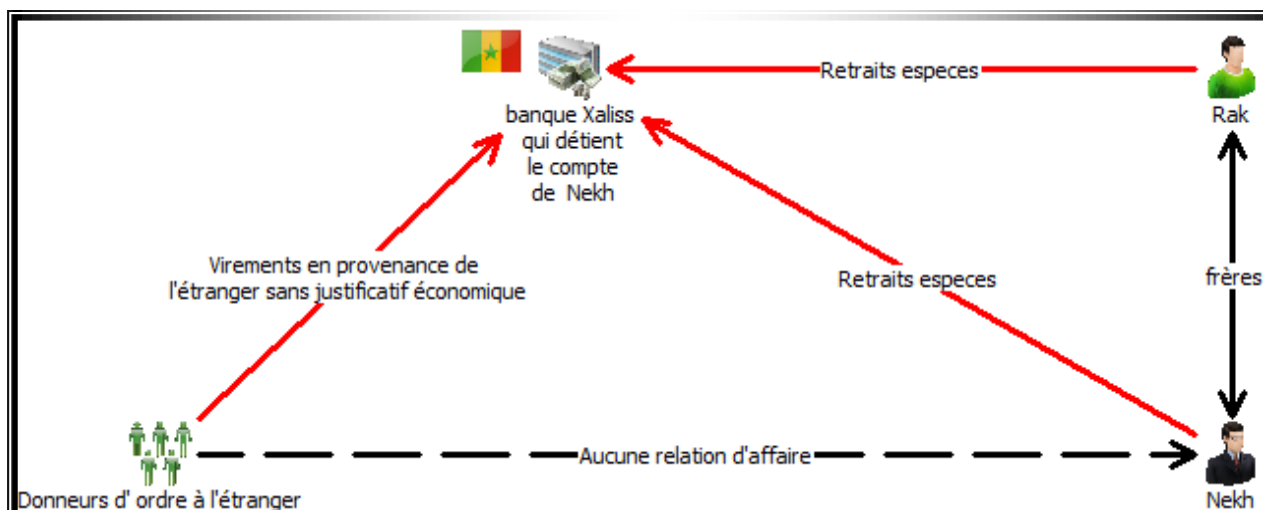 Retraits especes
Rak
banque Xaliss
qui détient
le compte
de Nekh
Virements en provenance de
l'étranger sans justificatif économique
Retraits especes
frères
Aucune relation d'affaire
Donneurs d' ordre à l'étranger
Nekh